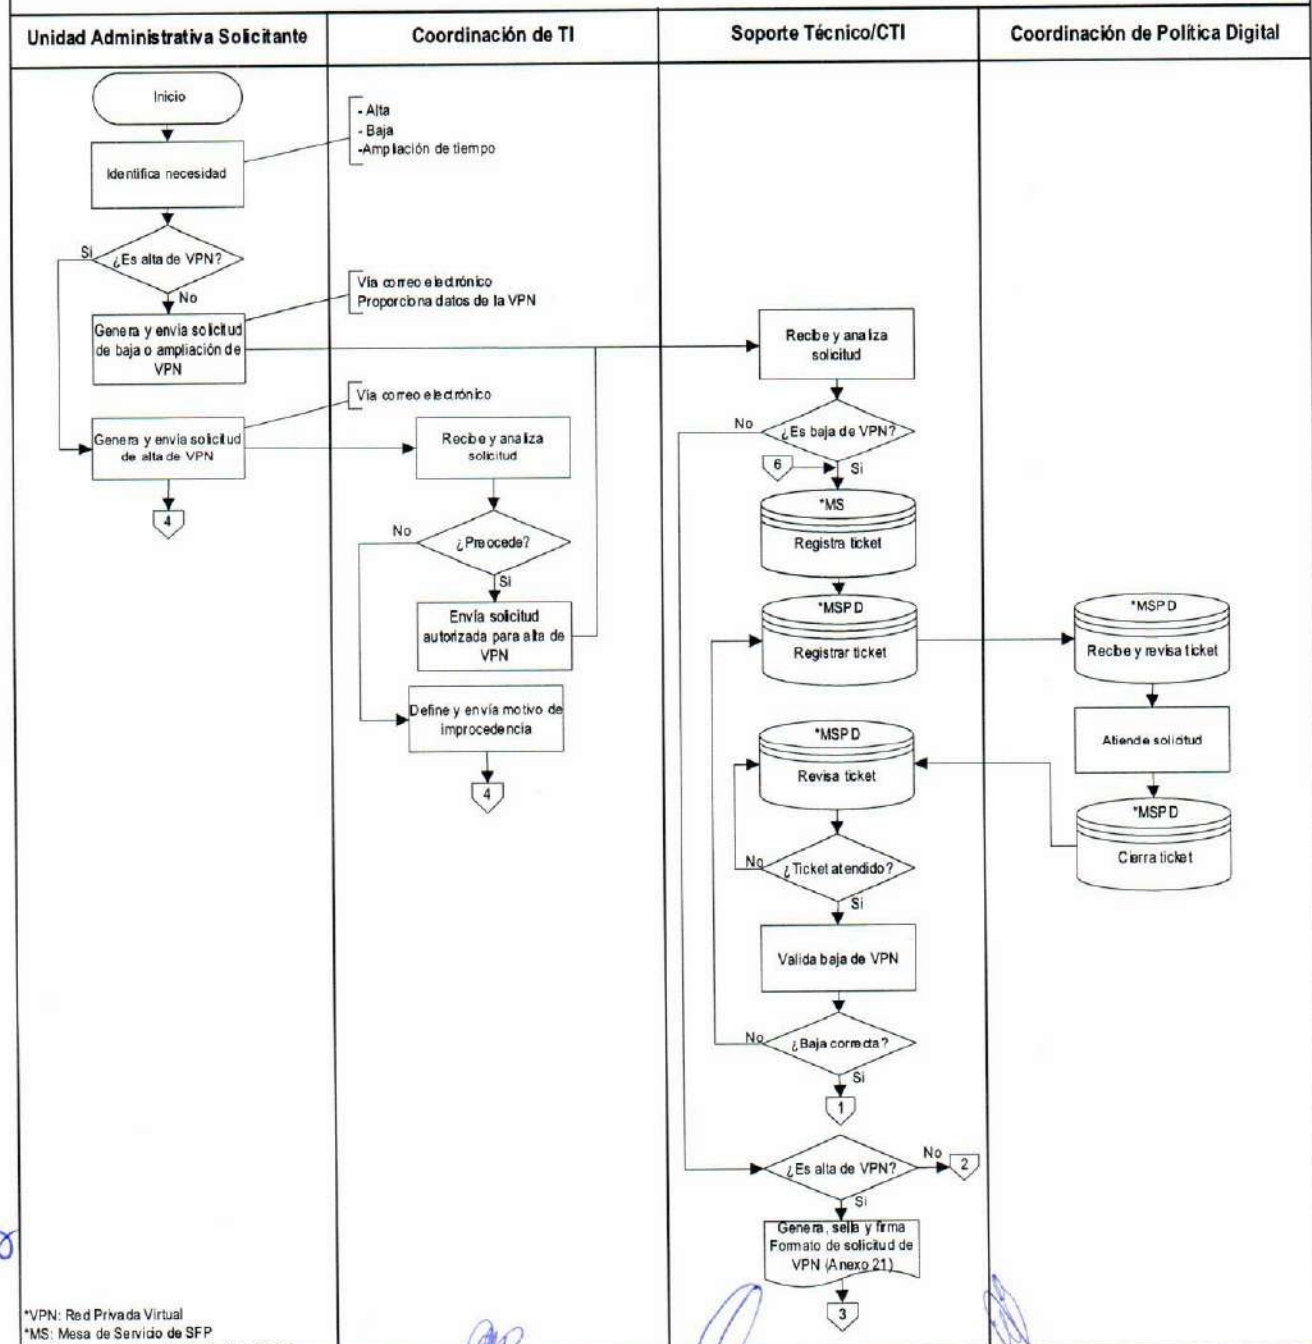 Unidad Administrativa Solicitante
Coordinación de TI
Soporte Técnico/CTI
Coordinación de Política Digital
Inicio
- Alta
- Baja
-Ampliación de tiempo
Identifica necesidad
¿Es alta de VPN?
Si
No
Vía correo electrónico
Proporciona datos de la VPN
Genera y envía solicitud
de baja o ampliación de
VPN
Vía correo electrónico
Genera y envía solicitud
de alta de VPN
4
Recibe y analiza
solicitud
¿Preocede?
No
Si
Envía solicitud
autorizada para alta de
VPN
Define y envía motivo de
improcedencia
4
Recibe y analiza
solicitud
¿Es baja de VPN?
No
6
Si
*MS
Registra ticket
*MSPD
Registrar ticket
*MSPD
Revisa ticket
¿Ticket atendido?
No
Si
Valida baja de VPN
¿Baja correcta?
No
Si
1
¿Es alta de VPN?
No
2
Si
Genera, sella y firma
Formato de solicitud de
VPN (Anexo 21)
3
*MSPD
Recibe y revisa ticket
Atiende solicitud
*MSPD
Cierra ticket
*VPN: Red Privada Virtual
*MS: Mesa de Servicio de SFP